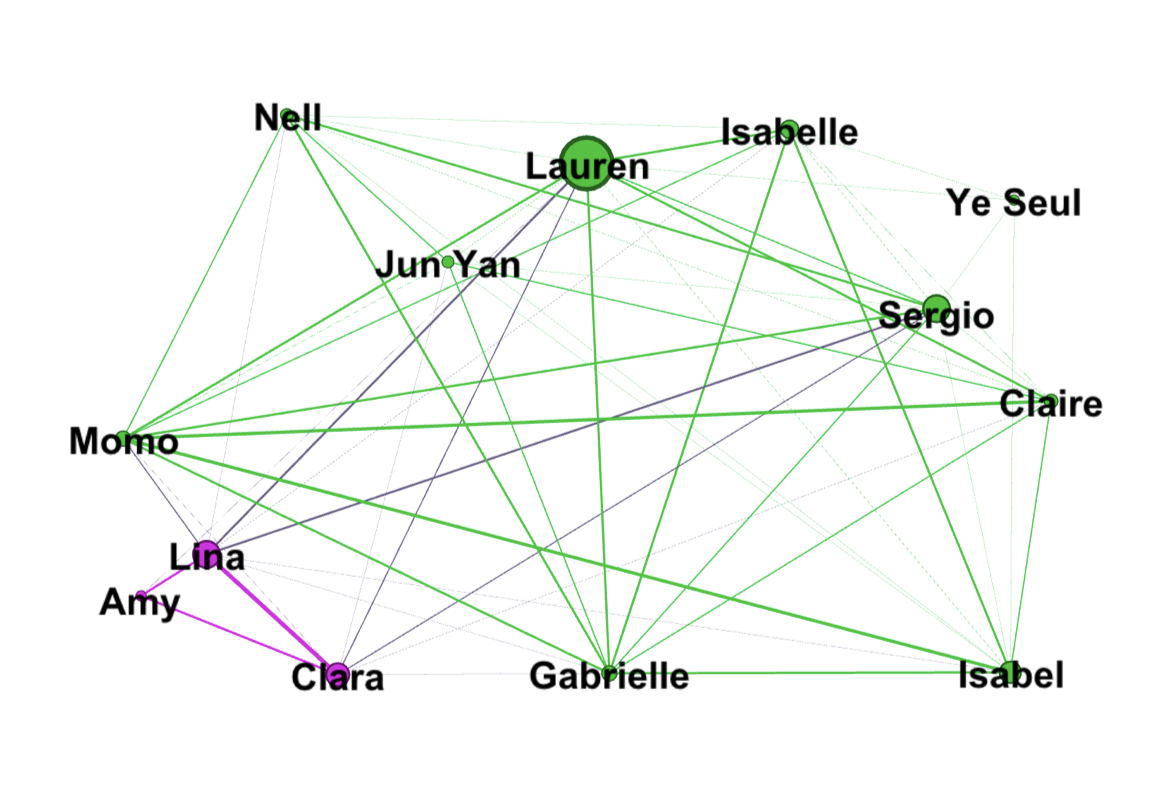 Nell
Isabelle
Lauren
Ye Seul
Jun Yan
Sergio
Claire
Momo
Lina
Amy
Clara
Gabrielle
Isabel